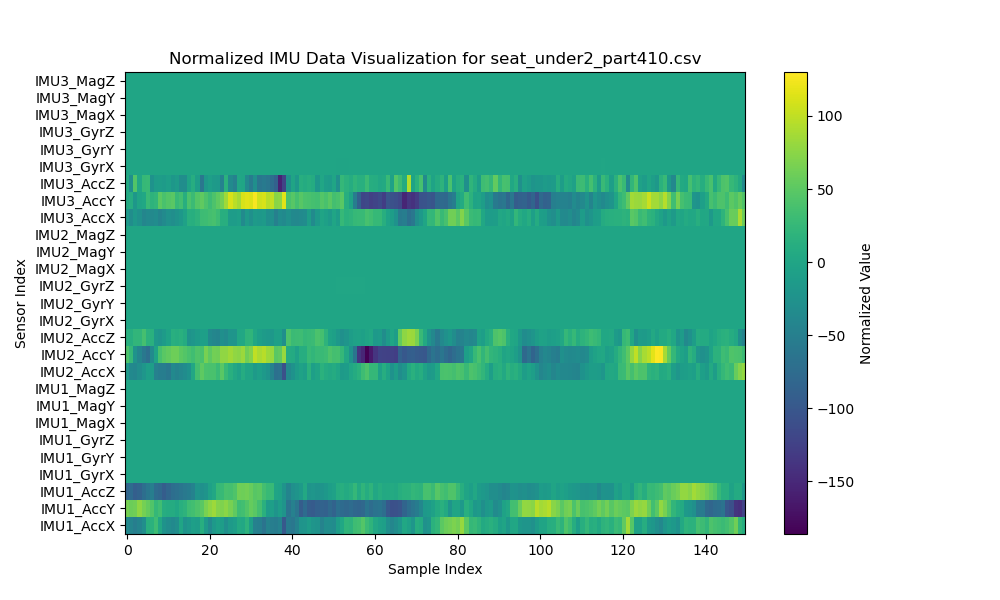 Normalized IMU Data Visualization for seat_under2_part410.csv
IMU3_MagZ
IMU3_MagY
IMU3_MagX
IMU3_GyrZ
IMU3_GyrY
IMU3_GyrX
IMU3_AccZ
IMU3_AccY
IMU3_AccX
IMU2_MagZ
IMU2_MagY
IMU2_MagX
IMU2_GyrZ
IMU2_GyrY
IMU2_GyrX
IMU2_AccZ
IMU2_AccY
IMU2_AccX
IMU1_MagZ
IMU1_MagY
IMU1_MagX
IMU1_GyrZ
IMU1_GyrY
IMU1_GyrX
IMU1_AccZ
IMU1_AccY
IMU1_AccX
Sensor Index
0 20 40 60 80 100 120 140
Sample Index
100
50
0
−50
−100
−150
Normalized Value